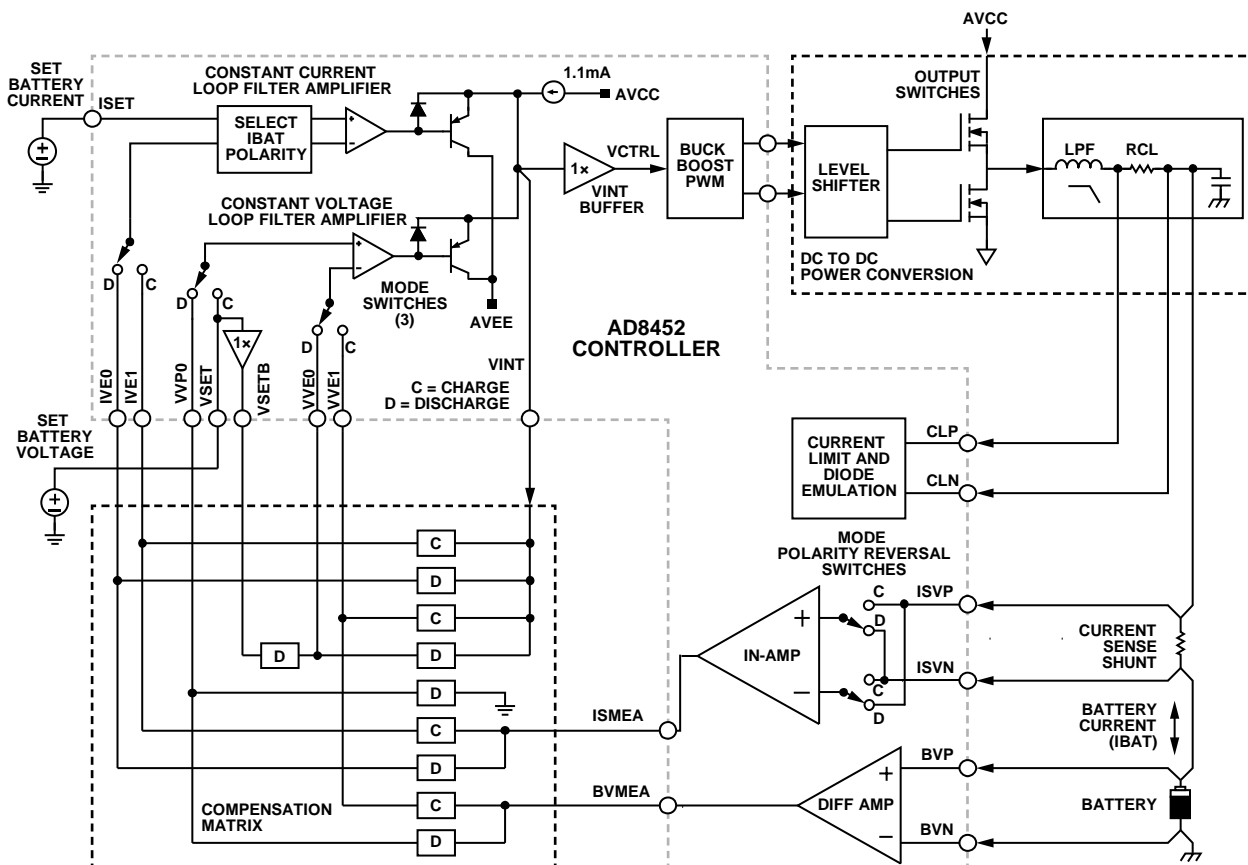 AVCC
SET
BATTERY
CURRENT
ISET
CONSTANT CURRENT
LOOP FILTER AMPLIFIER
1.1mA
AVCC
OUTPUT
SWITCHES
SELECT
IBAT
POLARITY
+
–
1×
VCTRL
VINT
BUFFER
BUCK
BOOST
PWM
LEVEL
SHIFTER
LPF
RCL
CONSTANT VOLTAGE
LOOP FILTER AMPLIFIER
+
–
DC TO DC
POWER CONVERSION
D
C
D
C
D
C
MODE
SWITCHES
(3)
AVEE
1×
AD8452
CONTROLLER
IVE0
IVE1
VVP0
VSET
VSETB
VVE0
VVE1
VINT
C = CHARGE
D = DISCHARGE
SET
BATTERY
VOLTAGE
CURRENT
LIMIT AND
DIODE
EMULATION
CLP
CLN
C
D
C
D
D
D
C
D
C
D
COMPENSATION
MATRIX
MODE
POLARITY REVERSAL
SWITCHES
C
D
C
D
+
–
IN-AMP
ISVP
ISVN
CURRENT
SENSE
SHUNT
ISMEA
BATTERY
CURRENT
(IBAT)
BVMEA
+
–
DIFF AMP
BVP
BVN
BATTERY